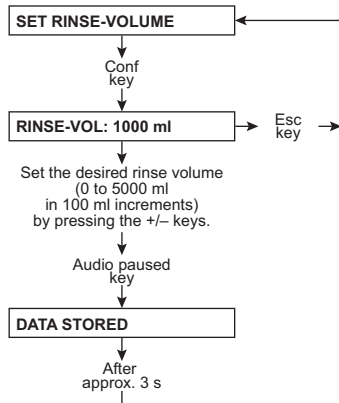 SET RINSE-VOLUME
Conf
key
RINSE-VOL: 1000 ml
Esc
key
Set the desired rinse volume
(0 to 5000 ml
in 100 ml increments)
by pressing the +/– keys.
Audio paused
key
DATA STORED
After
approx. 3 s